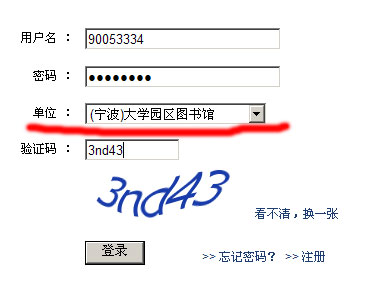 用户名 : 90053334
密码 : ●●●●●●●●
单位 : (宁波)大学园区图书馆
验证码 : 3nd43
3nd43
看不清,换一张
登录
>> 忘记密码? >> 注册